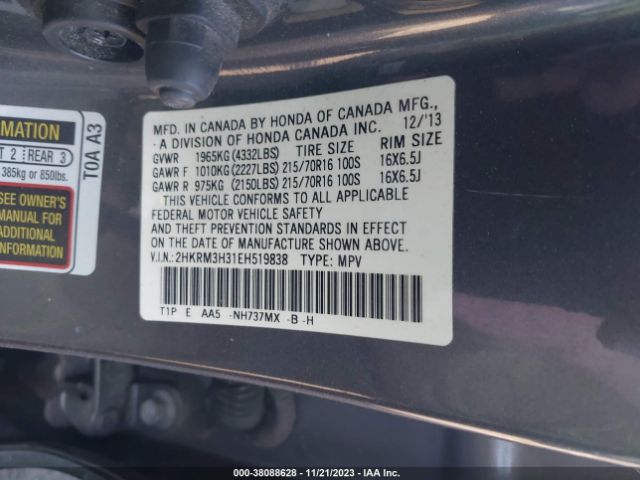 MFD. IN CANADA BY HONDA OF CANADA MFG.,
- A DIVISION OF HONDA CANADA INC. 12/'13
GVWR 1965KG (4332LBS) TIRE SIZE RIM SIZE
GAWR F 1010KG (2227LBS) 215/70R16 100S 16X6.5J
GAWR R 975KG (2150LBS) 215/70R16 100S 16X6.5J
THIS VEHICLE CONFORMS TO ALL APPLICABLE
FEDERAL MOTOR VEHICLE SAFETY
AND THEFT PREVENTION STANDARDS IN EFFECT
ON THE DATE OF MANUFACTURE SHOWN ABOVE.
V.I.N.: 2HKRM3H31EH519838 TYPE: MPV
T1P E AA5 -NH737MX -B -H
MATION
T 2 REAR 3
385kg or 850lbs.
SEE OWNER'S
MANUAL FOR
ADDITIONAL
INFORMATION
T0A A3
000-38088628 - 11/21/2023 - IAA Inc.